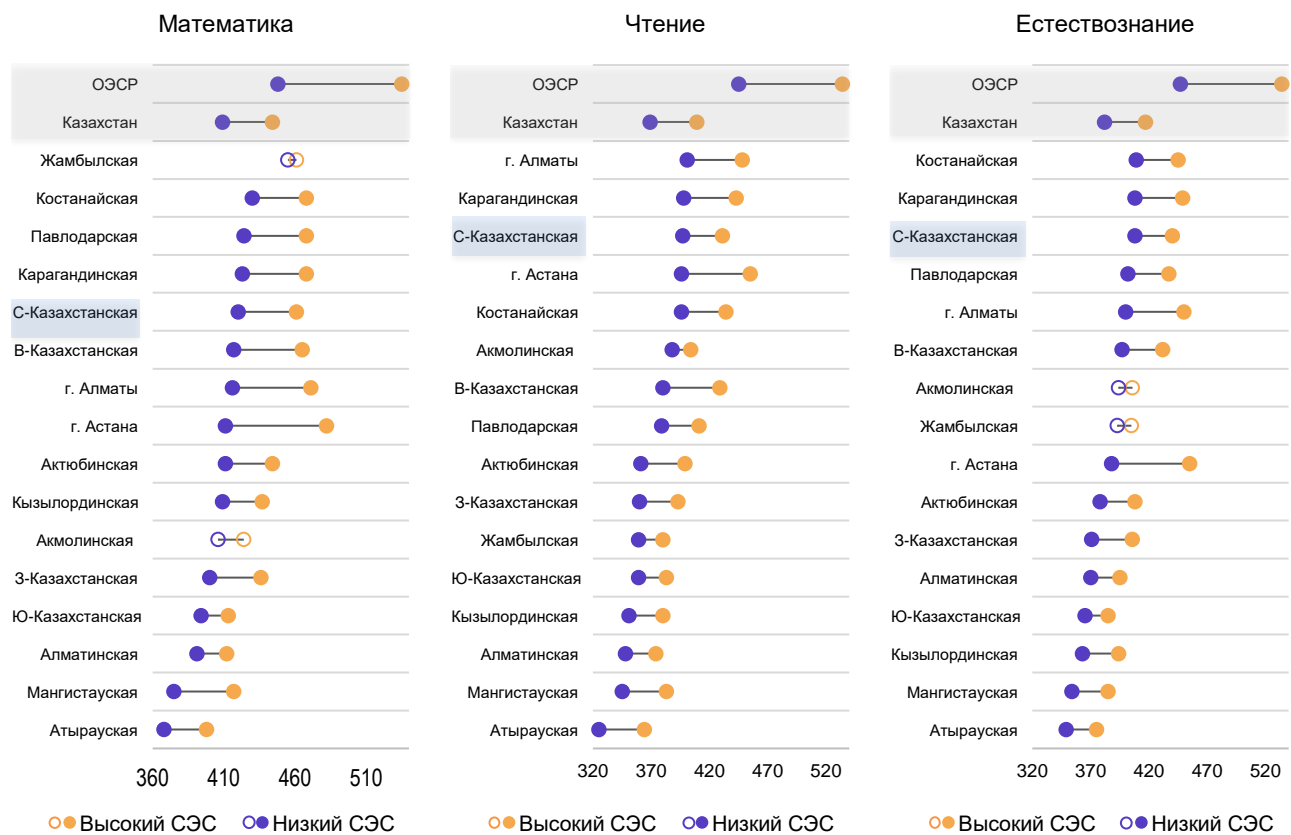 Математика
ОЭСР
Казахстан
Жамбылская
Костанайская
Павлодарская
Карагандинская
С-Казахстанская
В-Казахстанская
г. Алматы
г. Астана
Актюбинская
Кызылординская
Акмолинская
З-Казахстанская
Ю-Казахстанская
Алматинская
Мангистауская
Атырауская
360 410 460 510
Высокий СЭС Низкий СЭС
Чтение
ОЭСР
Казахстан
г. Алматы
Карагандинская
С-Казахстанская
г. Астана
Костанайская
Акмолинская
В-Казахстанская
Павлодарская
Актюбинская
З-Казахстанская
Жамбылская
Ю-Казахстанская
Кызылординская
Алматинская
Мангистауская
Атырауская
320 370 420 470 520
Высокий СЭС Низкий СЭС
Естествознание
ОЭСР
Казахстан
Костанайская
Карагандинская
С-Казахстанская
Павлодарская
г. Алматы
В-Казахстанская
Акмолинская
Жамбылская
г. Астана
Актюбинская
З-Казахстанская
Алматинская
Ю-Казахстанская
Кызылординская
Мангистауская
Атырауская
320 370 420 470 520
Высокий СЭС Низкий СЭС